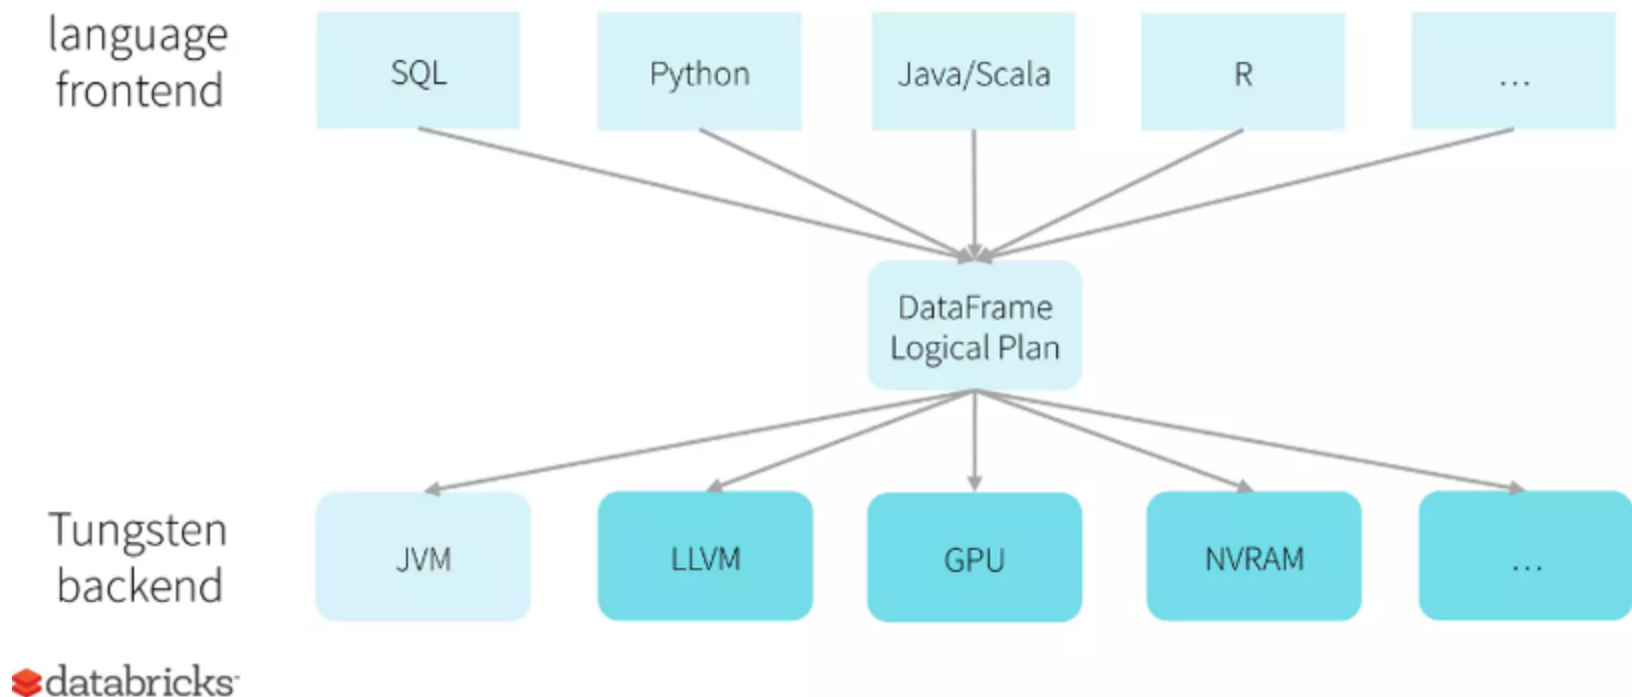 language
frontend
SQL
Python
Java/Scala
R
...
DataFrame
Logical Plan
Tungsten
backend
JVM
LLVM
GPU
NVRAM
...
databricks